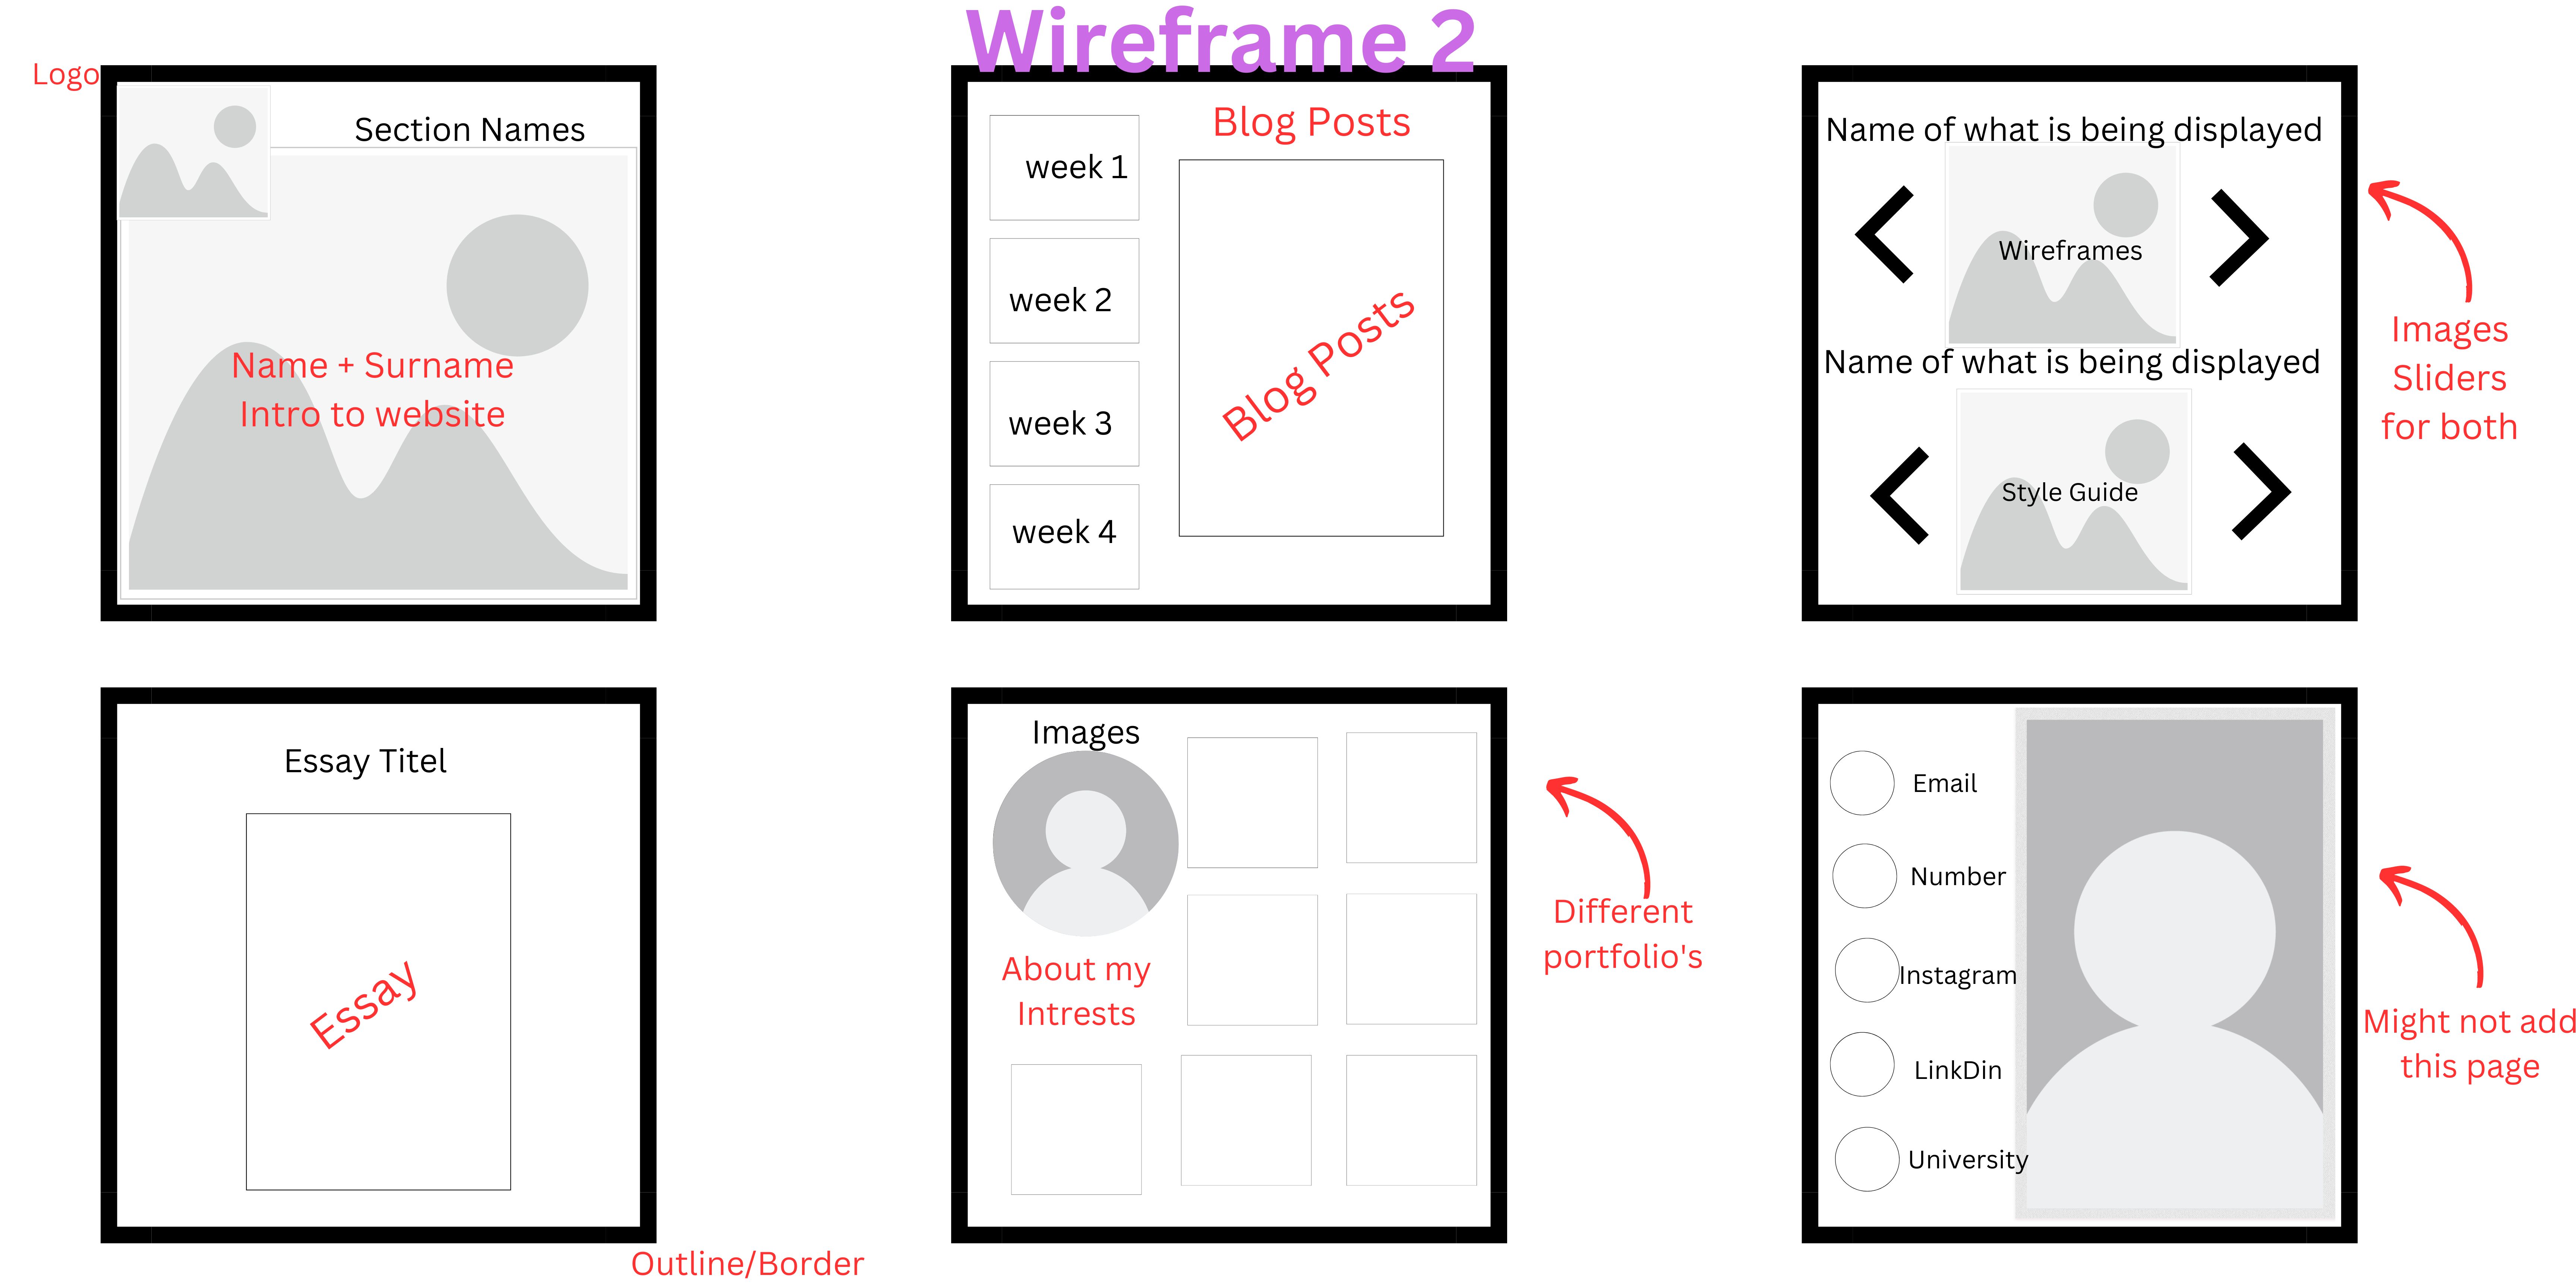 Wireframe 2
Logo
Section Names
Name + Surname
Intro to website
Blog Posts
week 1
week 2
week 3
week 4
Blog Posts
Name of what is being displayed
Wireframes
Name of what is being displayed
Style Guide
Images
Sliders
for both
Essay Titel
Essay
Outline/Border
Images
About my
Intrests
Different
portfolio's
Email
Number
Instagram
LinkDin
University
Might not add
this page